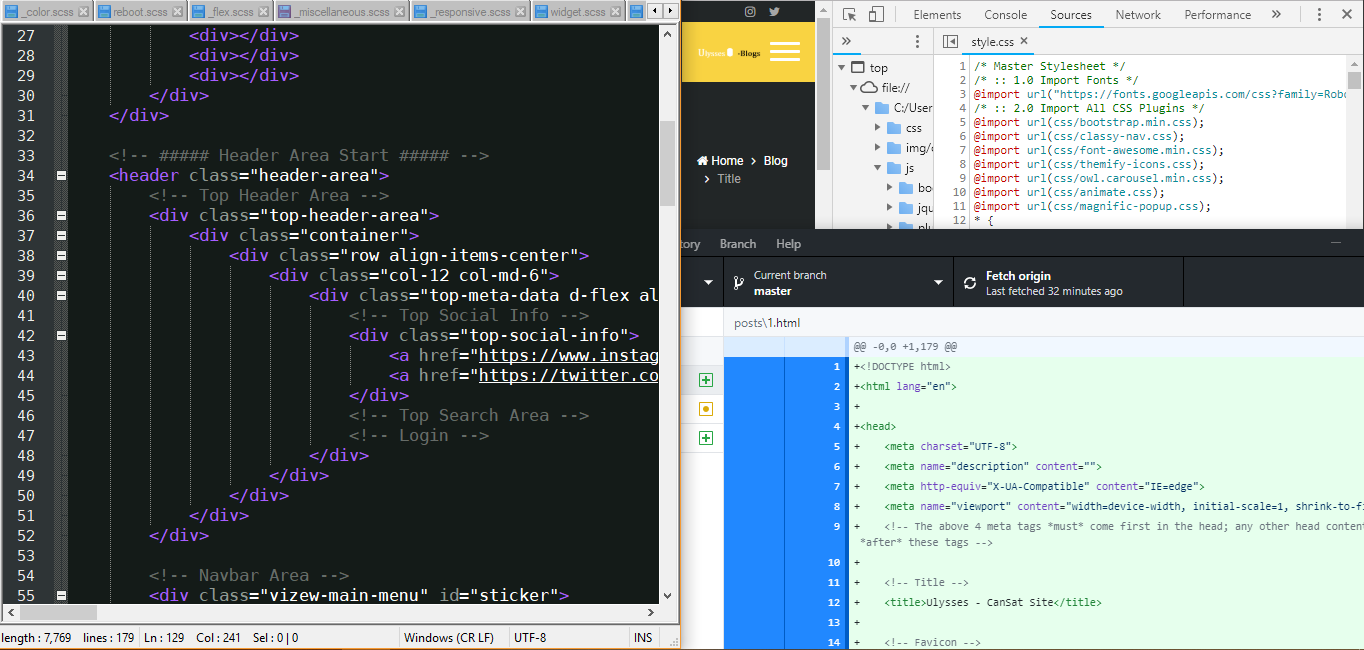 _color.scss
reboot.scss
_flex.scss
_miscellaneous.scss
_responsive.scss
widget.scss
27 <div></div>
28 <div></div>
29 <div></div>
30 </div>
31 </div>
32
33 <!-- ##### Header Area Start ##### -->
34 <header class="header-area">
35 <!-- Top Header Area -->
36 <div class="top-header-area">
37 <div class="container">
38 <div class="row align-items-center">
39 <div class="col-12 col-md-6">
40 <div class="top-meta-data d-flex al
41 <!-- Top Social Info -->
42 <div class="top-social-info">
43 <a href="https://www.instag
44 <a href="https://twitter.co
45 </div>
46 <!-- Top Search Area -->
47 <!-- Login -->
48 </div>
49 </div>
50 </div>
51 </div>
52 </div>
53
54 <!-- Navbar Area -->
55 <div class="vizew-main-menu" id="sticker">
length : 7,769 lines : 179 Ln : 129 Col : 241 Sel : 0 | 0 Windows (CR LF) UTF-8 INS
Ulysses -Blogs
Home > Blog
> Title
Elements Console Sources Network Performance »
» style.css ×
top
file://
C:/User
css
img/
js
boo
jqu
1 /* Master Stylesheet */
2 /* :: 1.0 Import Fonts */
3 @import url("https://fonts.googleapis.com/css?family=Robo
4 /* :: 2.0 Import All CSS Plugins */
5 @import url(css/bootstrap.min.css);
6 @import url(css/classy-nav.css);
7 @import url(css/font-awesome.min.css);
8 @import url(css/themify-icons.css);
9 @import url(css/owl.carousel.min.css);
10 @import url(css/animate.css);
11 @import url(css/magnific-popup.css);
12 * {
tory Branch Help
Current branch
master
Fetch origin
Last fetched 32 minutes ago
posts\1.html
@@ -0,0 +1,179 @@
1 +<!DOCTYPE html>
2 +<html lang="en">
3 +
4 +<head>
5 + <meta charset="UTF-8">
6 + <meta name="description" content="">
7 + <meta http-equiv="X-UA-Compatible" content="IE=edge">
8 + <meta name="viewport" content="width=device-width, initial-scale=1, shrink-to-fi
9 + <!-- The above 4 meta tags *must* come first in the head; any other head content
*after* these tags -->
10 +
11 + <!-- Title -->
12 + <title>Ulysses - CanSat Site</title>
13 +
14 + <!-- Favicon -->